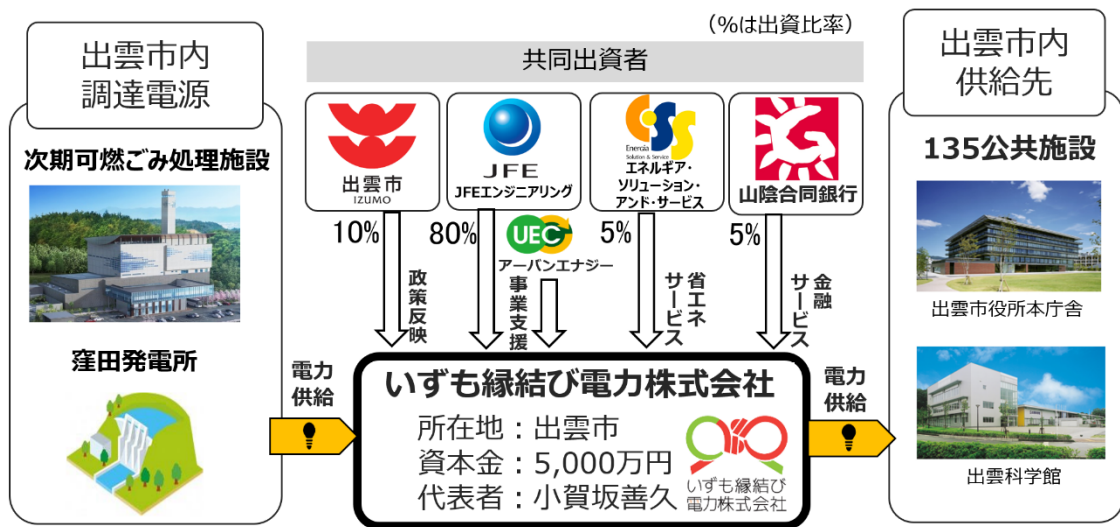 （%は出資比率）
出雲市内
調達電源
次期可燃ごみ処理施設
窪田発電所
共同出資者
出雲市
IZUMO
JFE
JFEエンジニアリング
Enercia
Solution & Service
エネルギア・
ソリューション・
アンド・サービス
山陰合同銀行
10%
80%
UEC
アーバンエナジー
5%
5%
政策反映
事業支援
省エネ
サービス
金融
サービス
電力
供給
いずも縁結び電力株式会社
所在地：出雲市
資本金：5,000万円
代表者：小賀坂善久
いずも縁結び
電力株式会社
電力
供給
出雲市内
供給先
135公共施設
出雲市役所本庁舎
出雲科学館